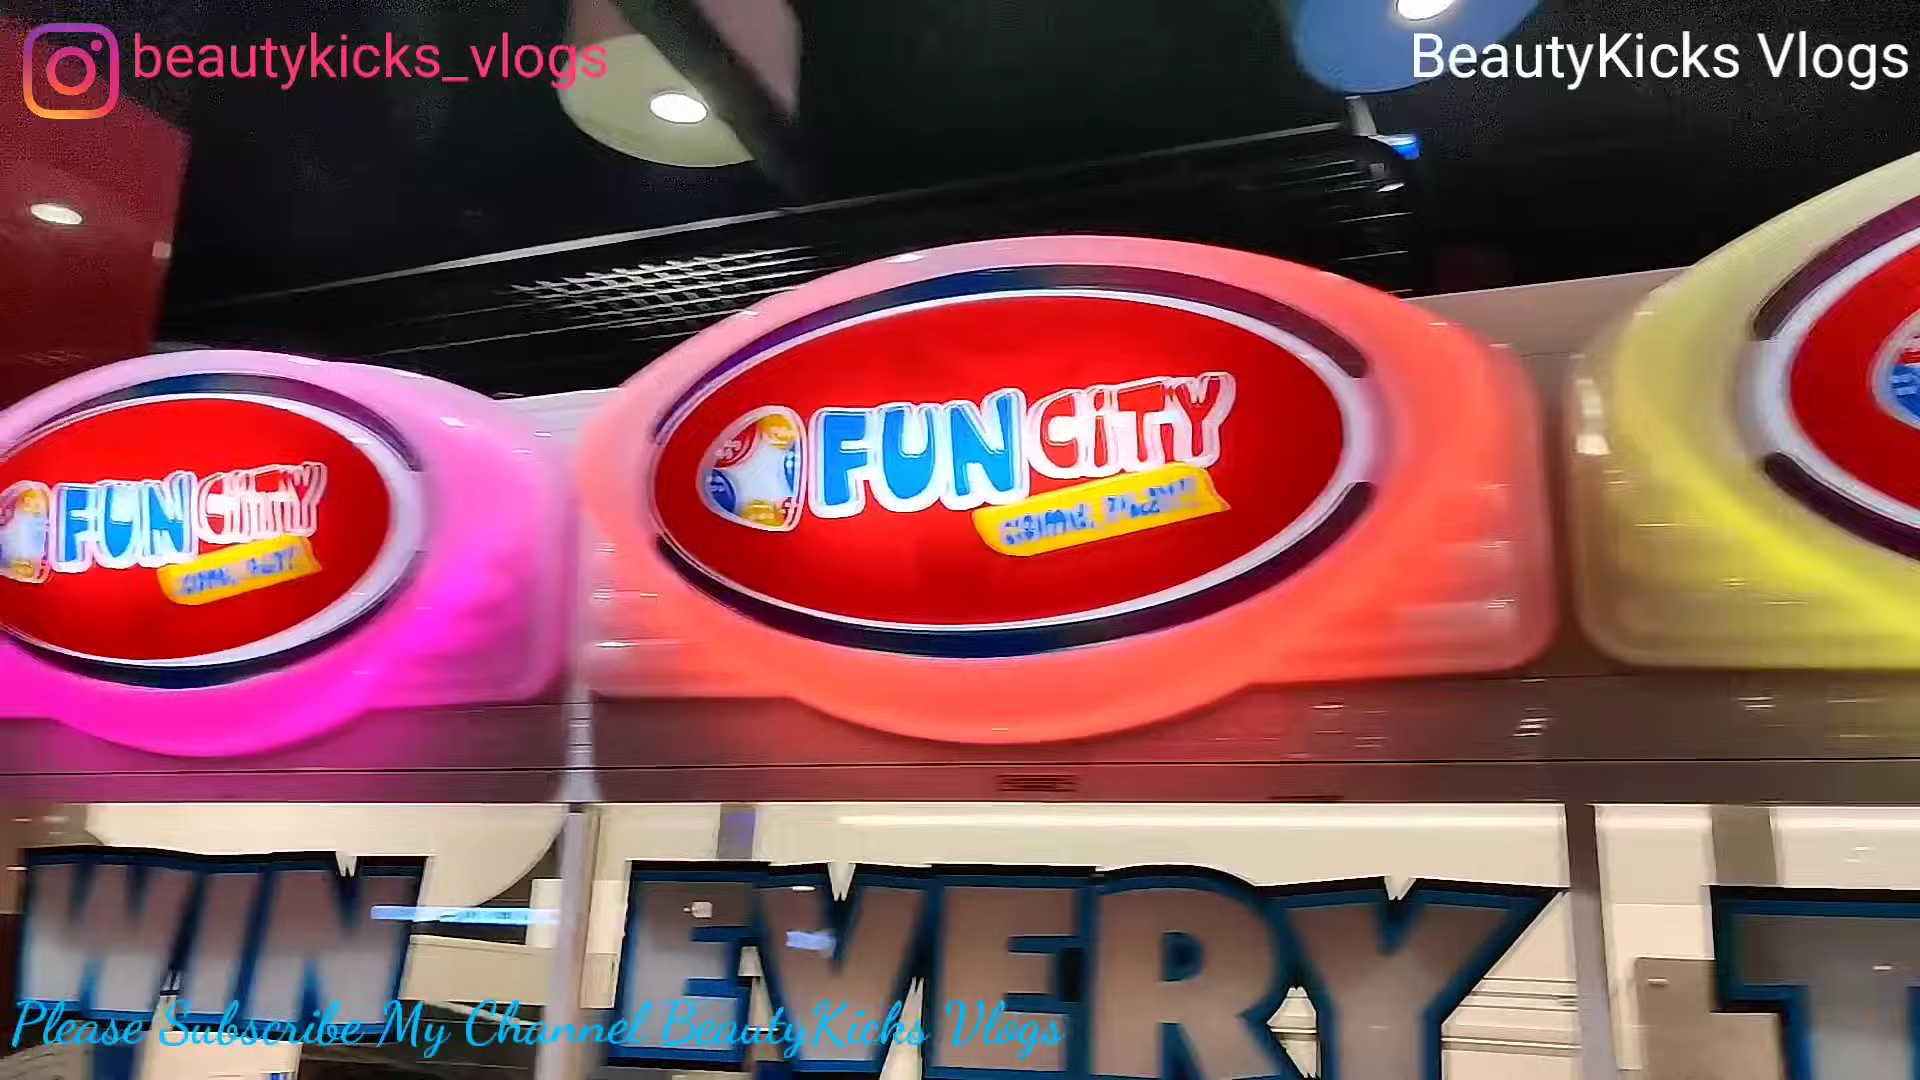 beautykicks_vlogs
BeautyKicks Vlogs
FUN CiTY
FUN CiTY
WIN EVERY T
Please Subscribe My Channel BeautyKicks Vlogs